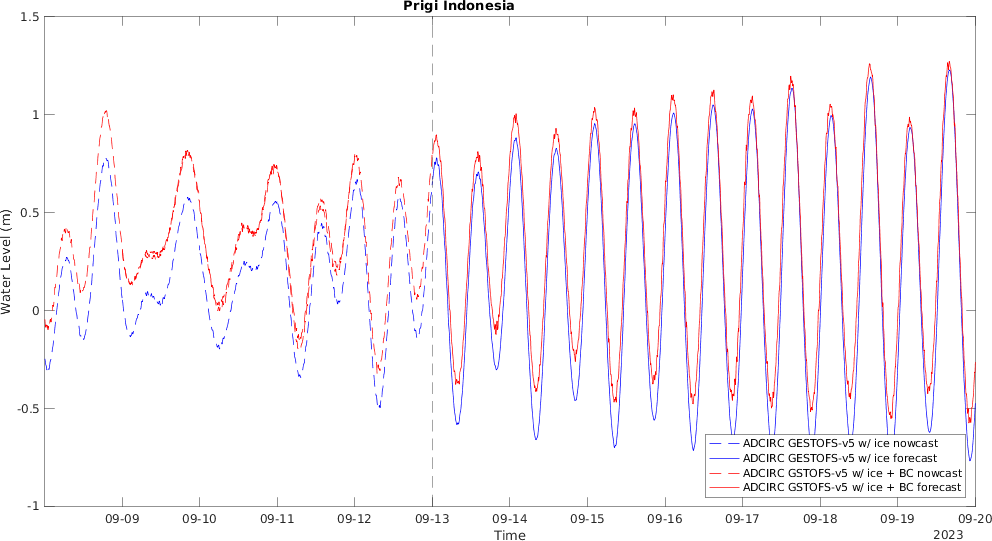 Prigi Indonesia
1.5
1
0.5
0
-0.5
-1
Water Level (m)
ADCIRC GESTOFS-v5 w/ ice nowcast
ADCIRC GESTOFS-v5 w/ ice forecast
ADCIRC GSTOFS-v5 w/ ice + BC nowcast
ADCIRC GSTOFS-v5 w/ ice + BC forecast
09-09 09-10 09-11 09-12 09-13 09-14 09-15 09-16 09-17 09-18 09-19 09-20
Time
2023